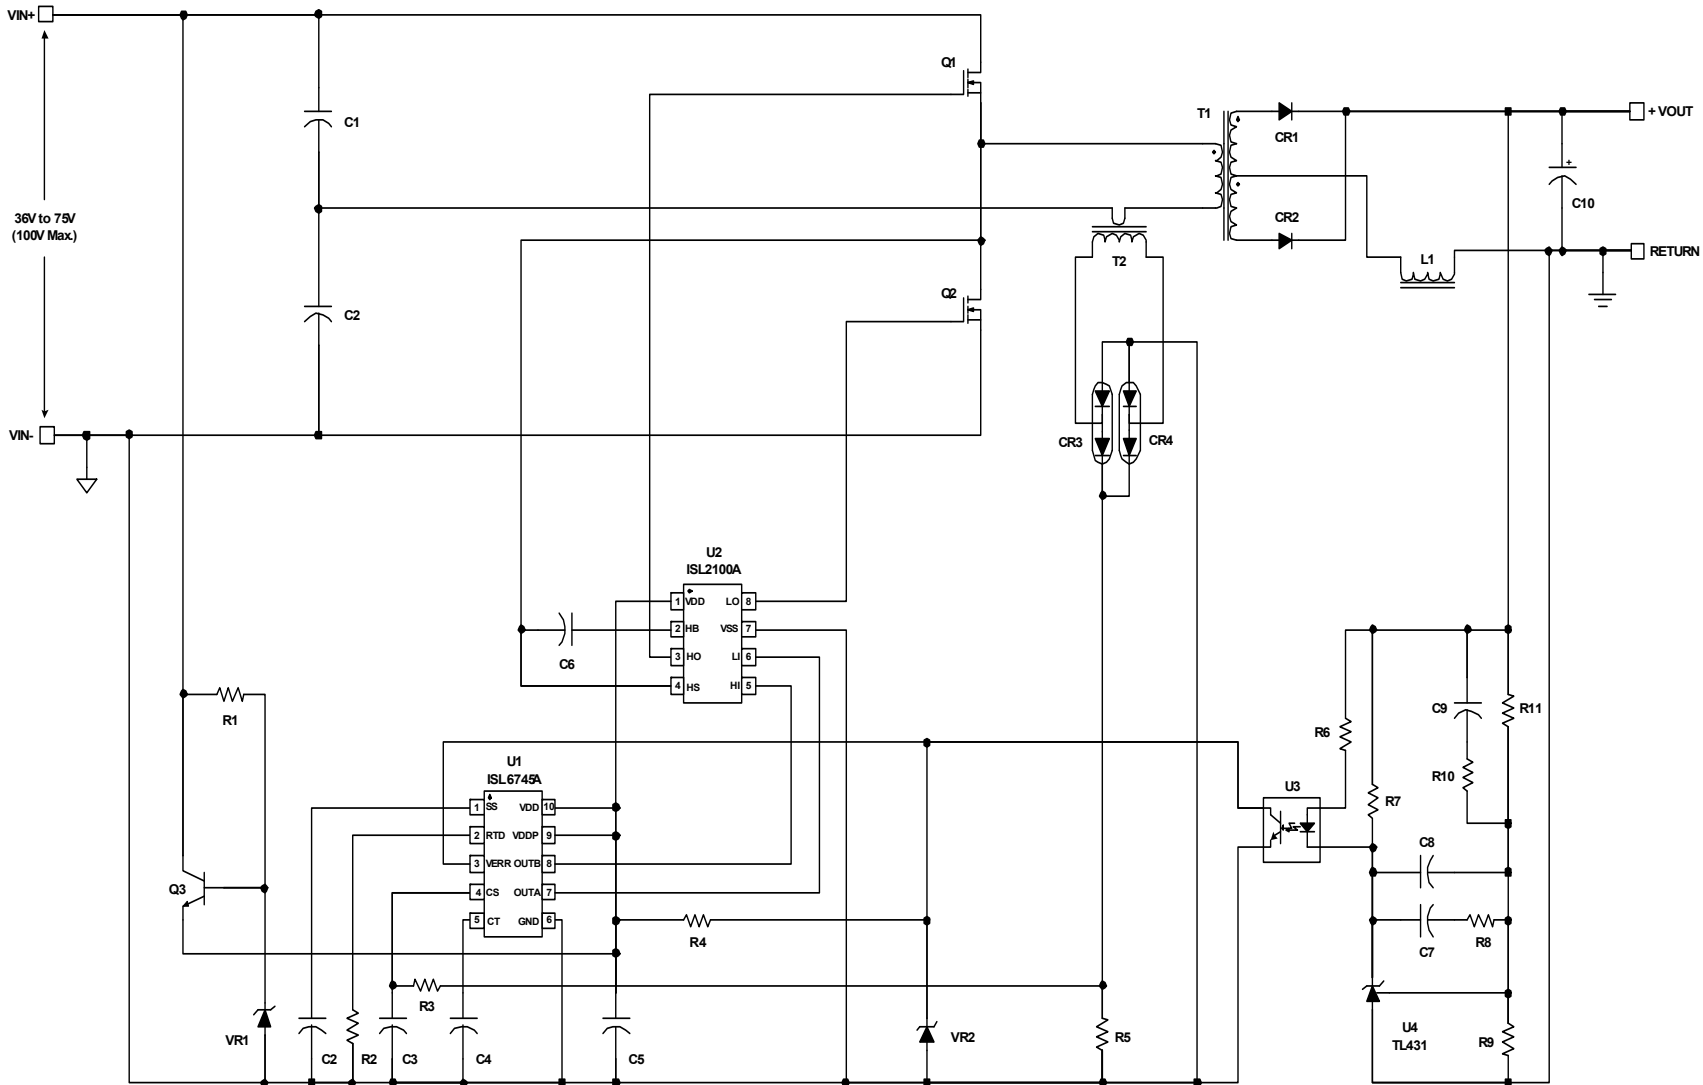 VIN+
Q1
T1
CR1
+ VOUT
C1
+
C10
36V to 75V
(100V Max.)
CR2
T2
L1
RETURN
Q2
C2
VIN-
CR3
CR4
U2
ISL2100A
1 VDD LO 8
2 HB VSS 7
3 HO LI 6
4 HS HI 5
C6
R1
R6
C9
R11
R10
U1
ISL6745A
1 SS VDD 10
2 RTD VDDP 9
3 VERR OUTB 8
4 CS OUTA 7
5 CT GND 6
U3
R7
C8
Q3
R4
C7
R8
R3
VR1
C2
R2
C3
C4
C5
VR2
R5
U4
TL431
R9